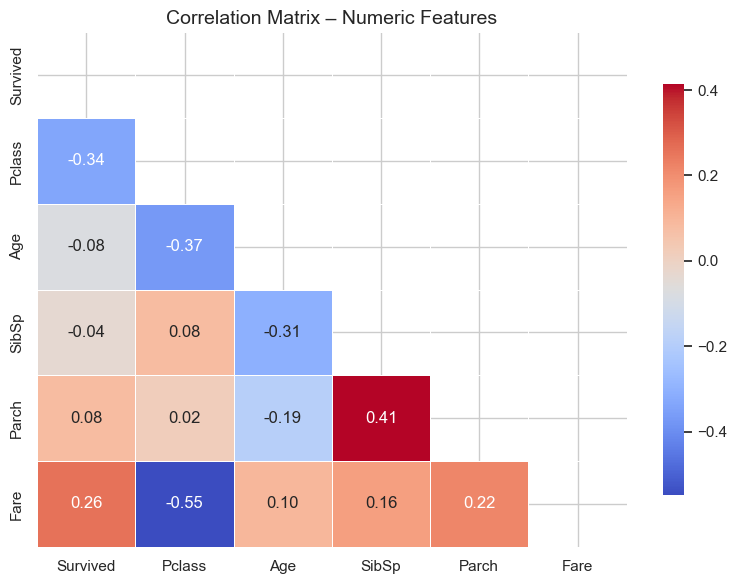 Correlation Matrix – Numeric Features
Survived
Pclass
-0.34
Age
-0.08 -0.37
SibSp
-0.04 0.08 -0.31
Parch
0.08 0.02 -0.19 0.41
Fare
0.26 -0.55 0.10 0.16 0.22
Survived Pclass Age SibSp Parch Fare
0.4
0.2
0.0
−0.2
−0.4